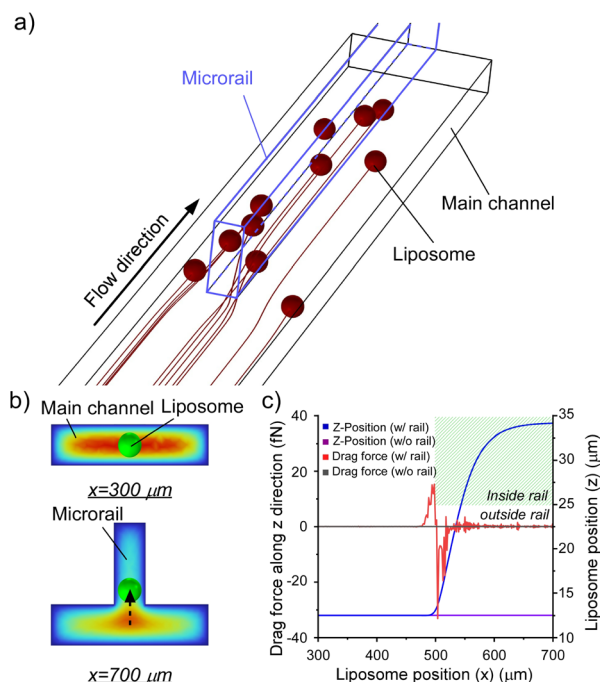 a)
Microrail
Main channel
Liposome
Flow direction
b)
Main channel
Liposome
x=300 μm
Microrail
x=700 μm
c)
Drag force along z direction (fN)
40
20
0
-20
-40
Z-Position (w/ rail)
Z-Position (w/o rail)
Drag force (w/ rail)
Drag force (w/o rail)
Inside rail
outside rail
35
30
25
20
15
10
Liposome position (z) (μm)
300 400 500 600 700
Liposome position (x) (μm)